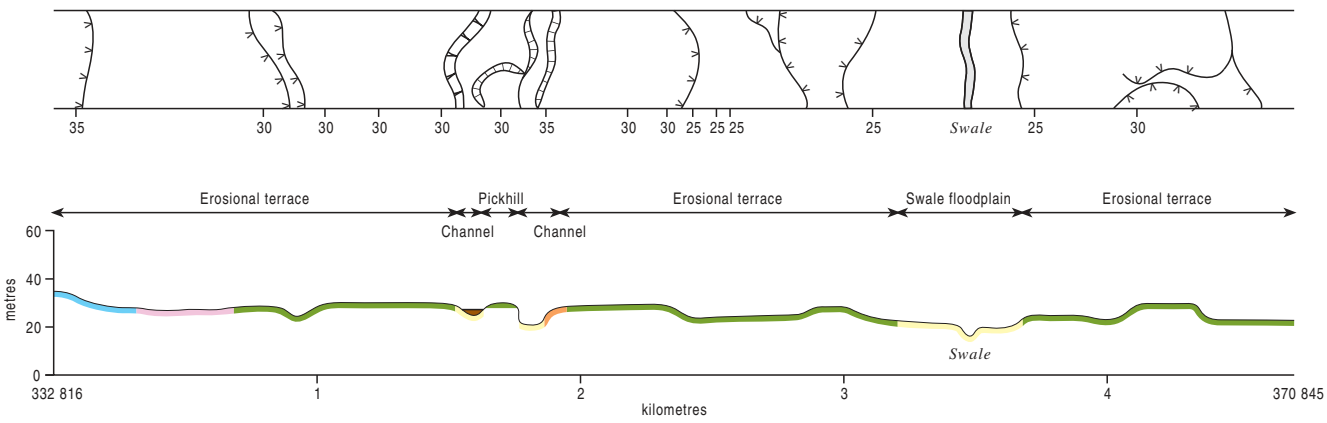 35 30 30 30 30 30 35 30 30 25 25 25 25 Swale 25 30
Erosional terrace Pickhill Erosional terrace Swale floodplain Erosional terrace
Channel Channel
60
40
20
0
metres
Swale
332 816 1 2 3 4 370 845
kilometres